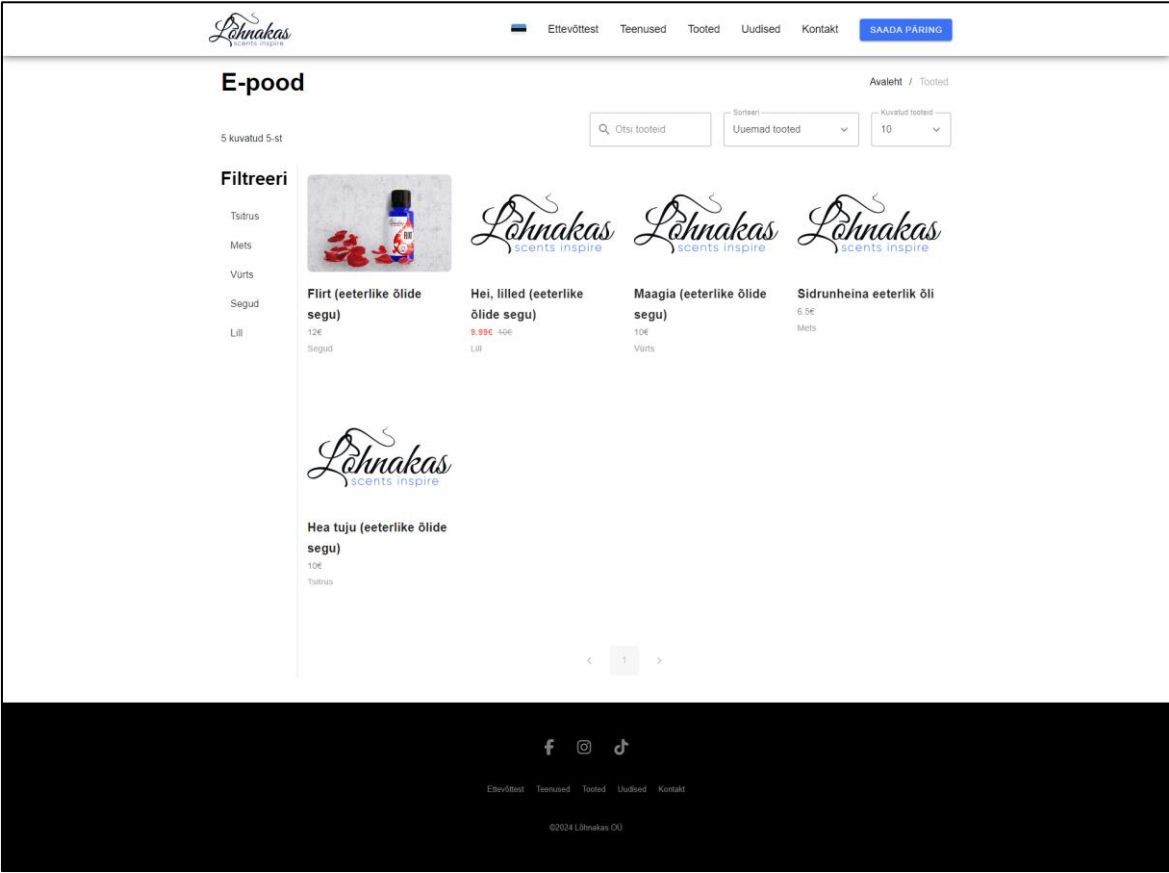 Lõhnakas
scents inspire
Ettevõttest Teenused Tooted Uudised Kontakt SAADA PÄRING
E-pood
Avaleht / Tooted
5 kuvatud 5-st
Otsi tooteid
Sorteeri
Uuemad tooted
Kuvatud tooteid
10
Filtreeri
Tsitrus
Mets
Vürts
Segud
Lill
FLIRT
Flirt (eeterlike õlide
segu)
12€
Segud
Lõhnakas
scents inspire
Hei, lilled (eeterlike
õlide segu)
9.99€ 10€
Lill
Lõhnakas
scents inspire
Maagia (eeterlike õlide
segu)
10€
Vürts
Lõhnakas
scents inspire
Sidrunheina eeterlik õli
6.5€
Mets
Lõhnakas
scents inspire
Hea tuju (eeterlike õlide
segu)
10€
Tsitrus
< 1 >
Ettevõttest Teenused Tooted Uudised Kontakt
©2024 Lõhnakas OÜ